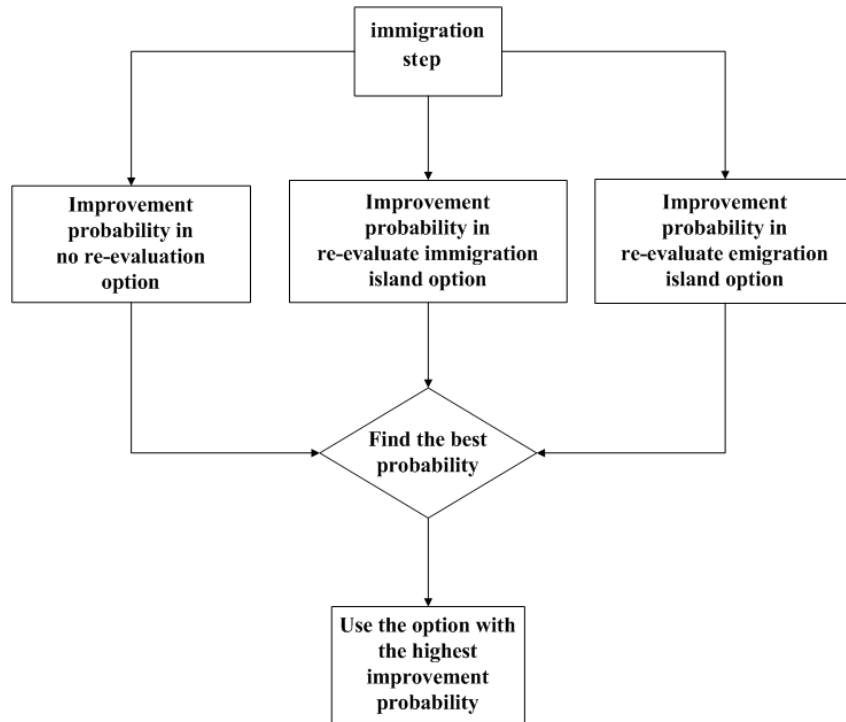 immigration
step
Improvement
probability in
no re-evaluation
option
Improvement
probability in
re-evaluate immigration
island option
Improvement
probability in
re-evaluate emigration
island option
Find the best
probability
Use the option with
the highest
improvement
probability